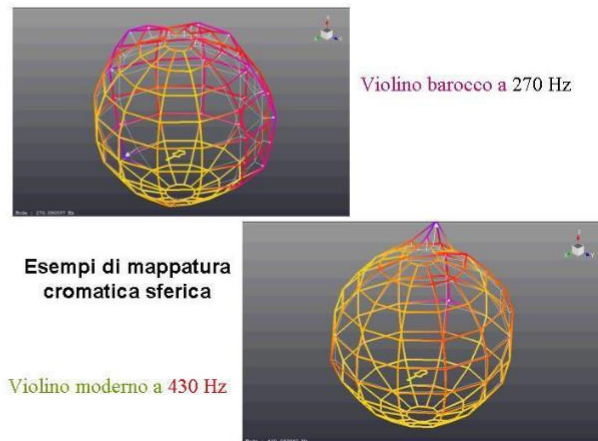 Violino barocco a 270 Hz
Esempi di mappatura
cromatica sferica
Violino moderno a 430 Hz